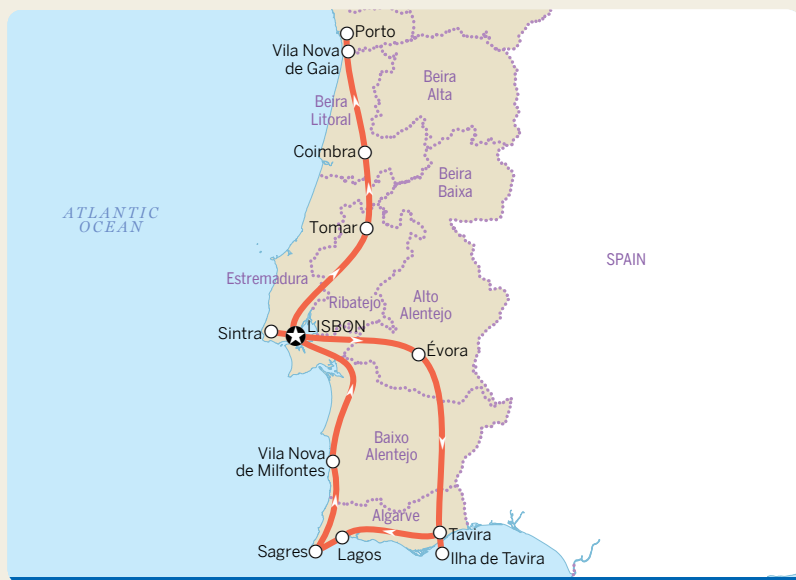 Porto
Vila Nova
de Gaia
Beira
Alta
Beira
Litoral
Coimbra
Beira
Baixa
ATLANTIC
OCEAN
Tomar
SPAIN
Estremadura
Ribatejo
Alto
Alentejo
LISBON
Sintra
Évora
Baixo
Alentejo
Vila Nova
de Milfontes
Algarve
Tavira
Sagres
Lagos
Ilha de Tavira